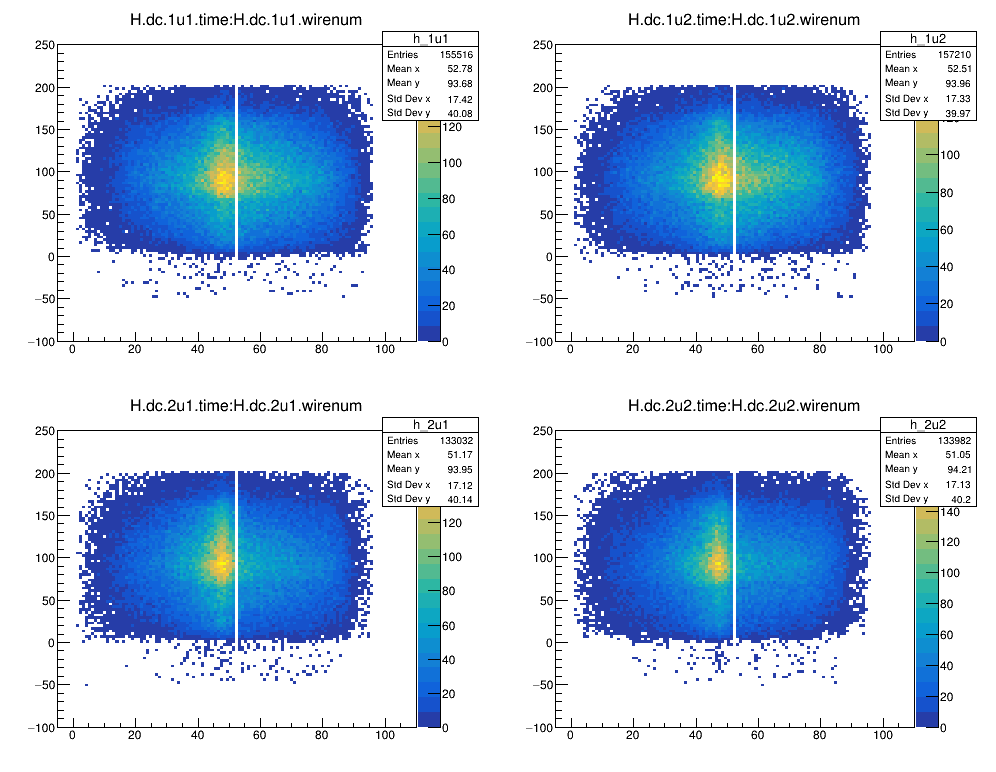 H.dc.1u1.time:H.dc.1u1.wirenum
h_1u1
Entries 155516
Mean x 52.78
Mean y 93.68
Std Dev x 17.42
Std Dev y 40.08
250
200
150
100
50
0
−50
−100
0 20 40 60 80 100
120
100
80
60
40
20
0
H.dc.1u2.time:H.dc.1u2.wirenum
h_1u2
Entries 157210
Mean x 52.51
Mean y 93.96
Std Dev x 17.33
Std Dev y 39.97
250
200
150
100
50
0
−50
−100
0 20 40 60 80 100
100
80
60
40
20
0
H.dc.2u1.time:H.dc.2u1.wirenum
h_2u1
Entries 133032
Mean x 51.17
Mean y 93.95
Std Dev x 17.12
Std Dev y 40.14
250
200
150
100
50
0
−50
−100
0 20 40 60 80 100
120
100
80
60
40
20
0
H.dc.2u2.time:H.dc.2u2.wirenum
h_2u2
Entries 133982
Mean x 51.05
Mean y 94.21
Std Dev x 17.13
Std Dev y 40.2
250
200
150
100
50
0
−50
−100
0 20 40 60 80 100
140
120
100
80
60
40
20
0